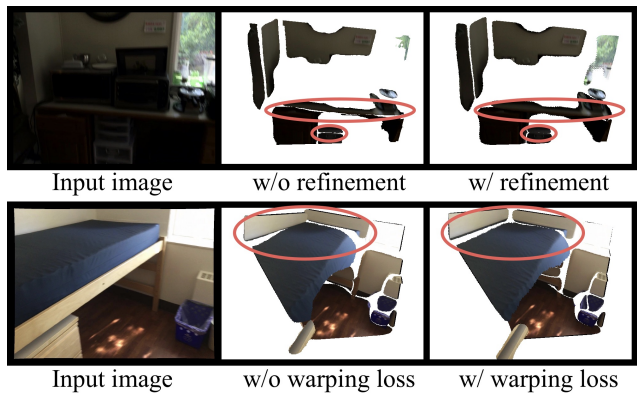 Input image
w/o refinement
w/ refinement
Input image
w/o warping loss
w/ warping loss